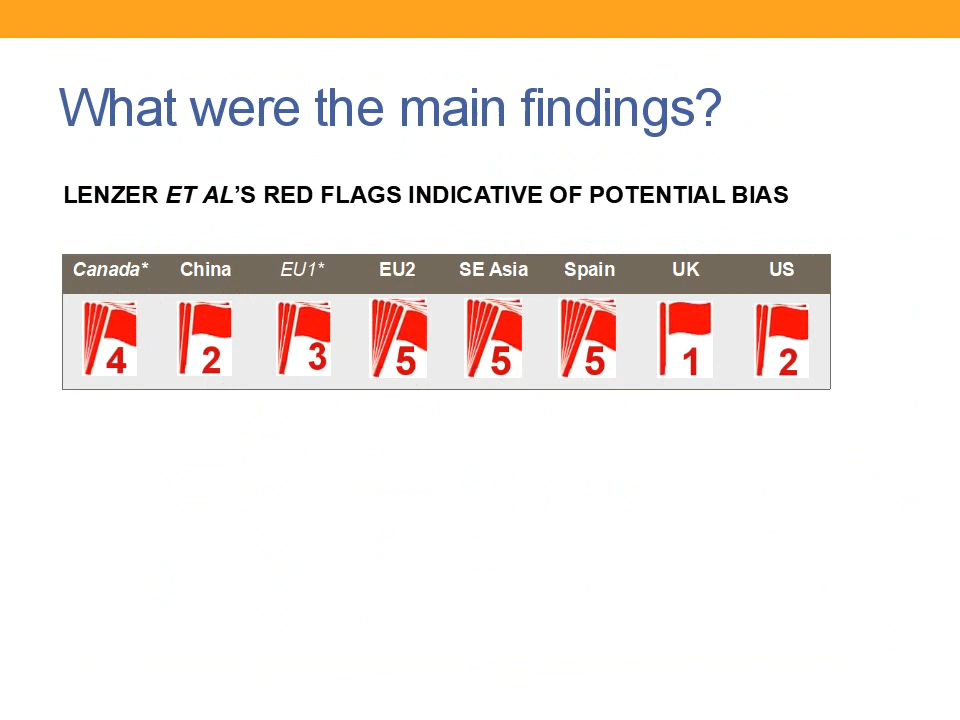 What were the main findings?
LENZER ET AL’S RED FLAGS INDICATIVE OF POTENTIAL BIAS
Canada* China EU1* EU2 SE Asia Spain UK US
4 2 3 5 5 5 1 2